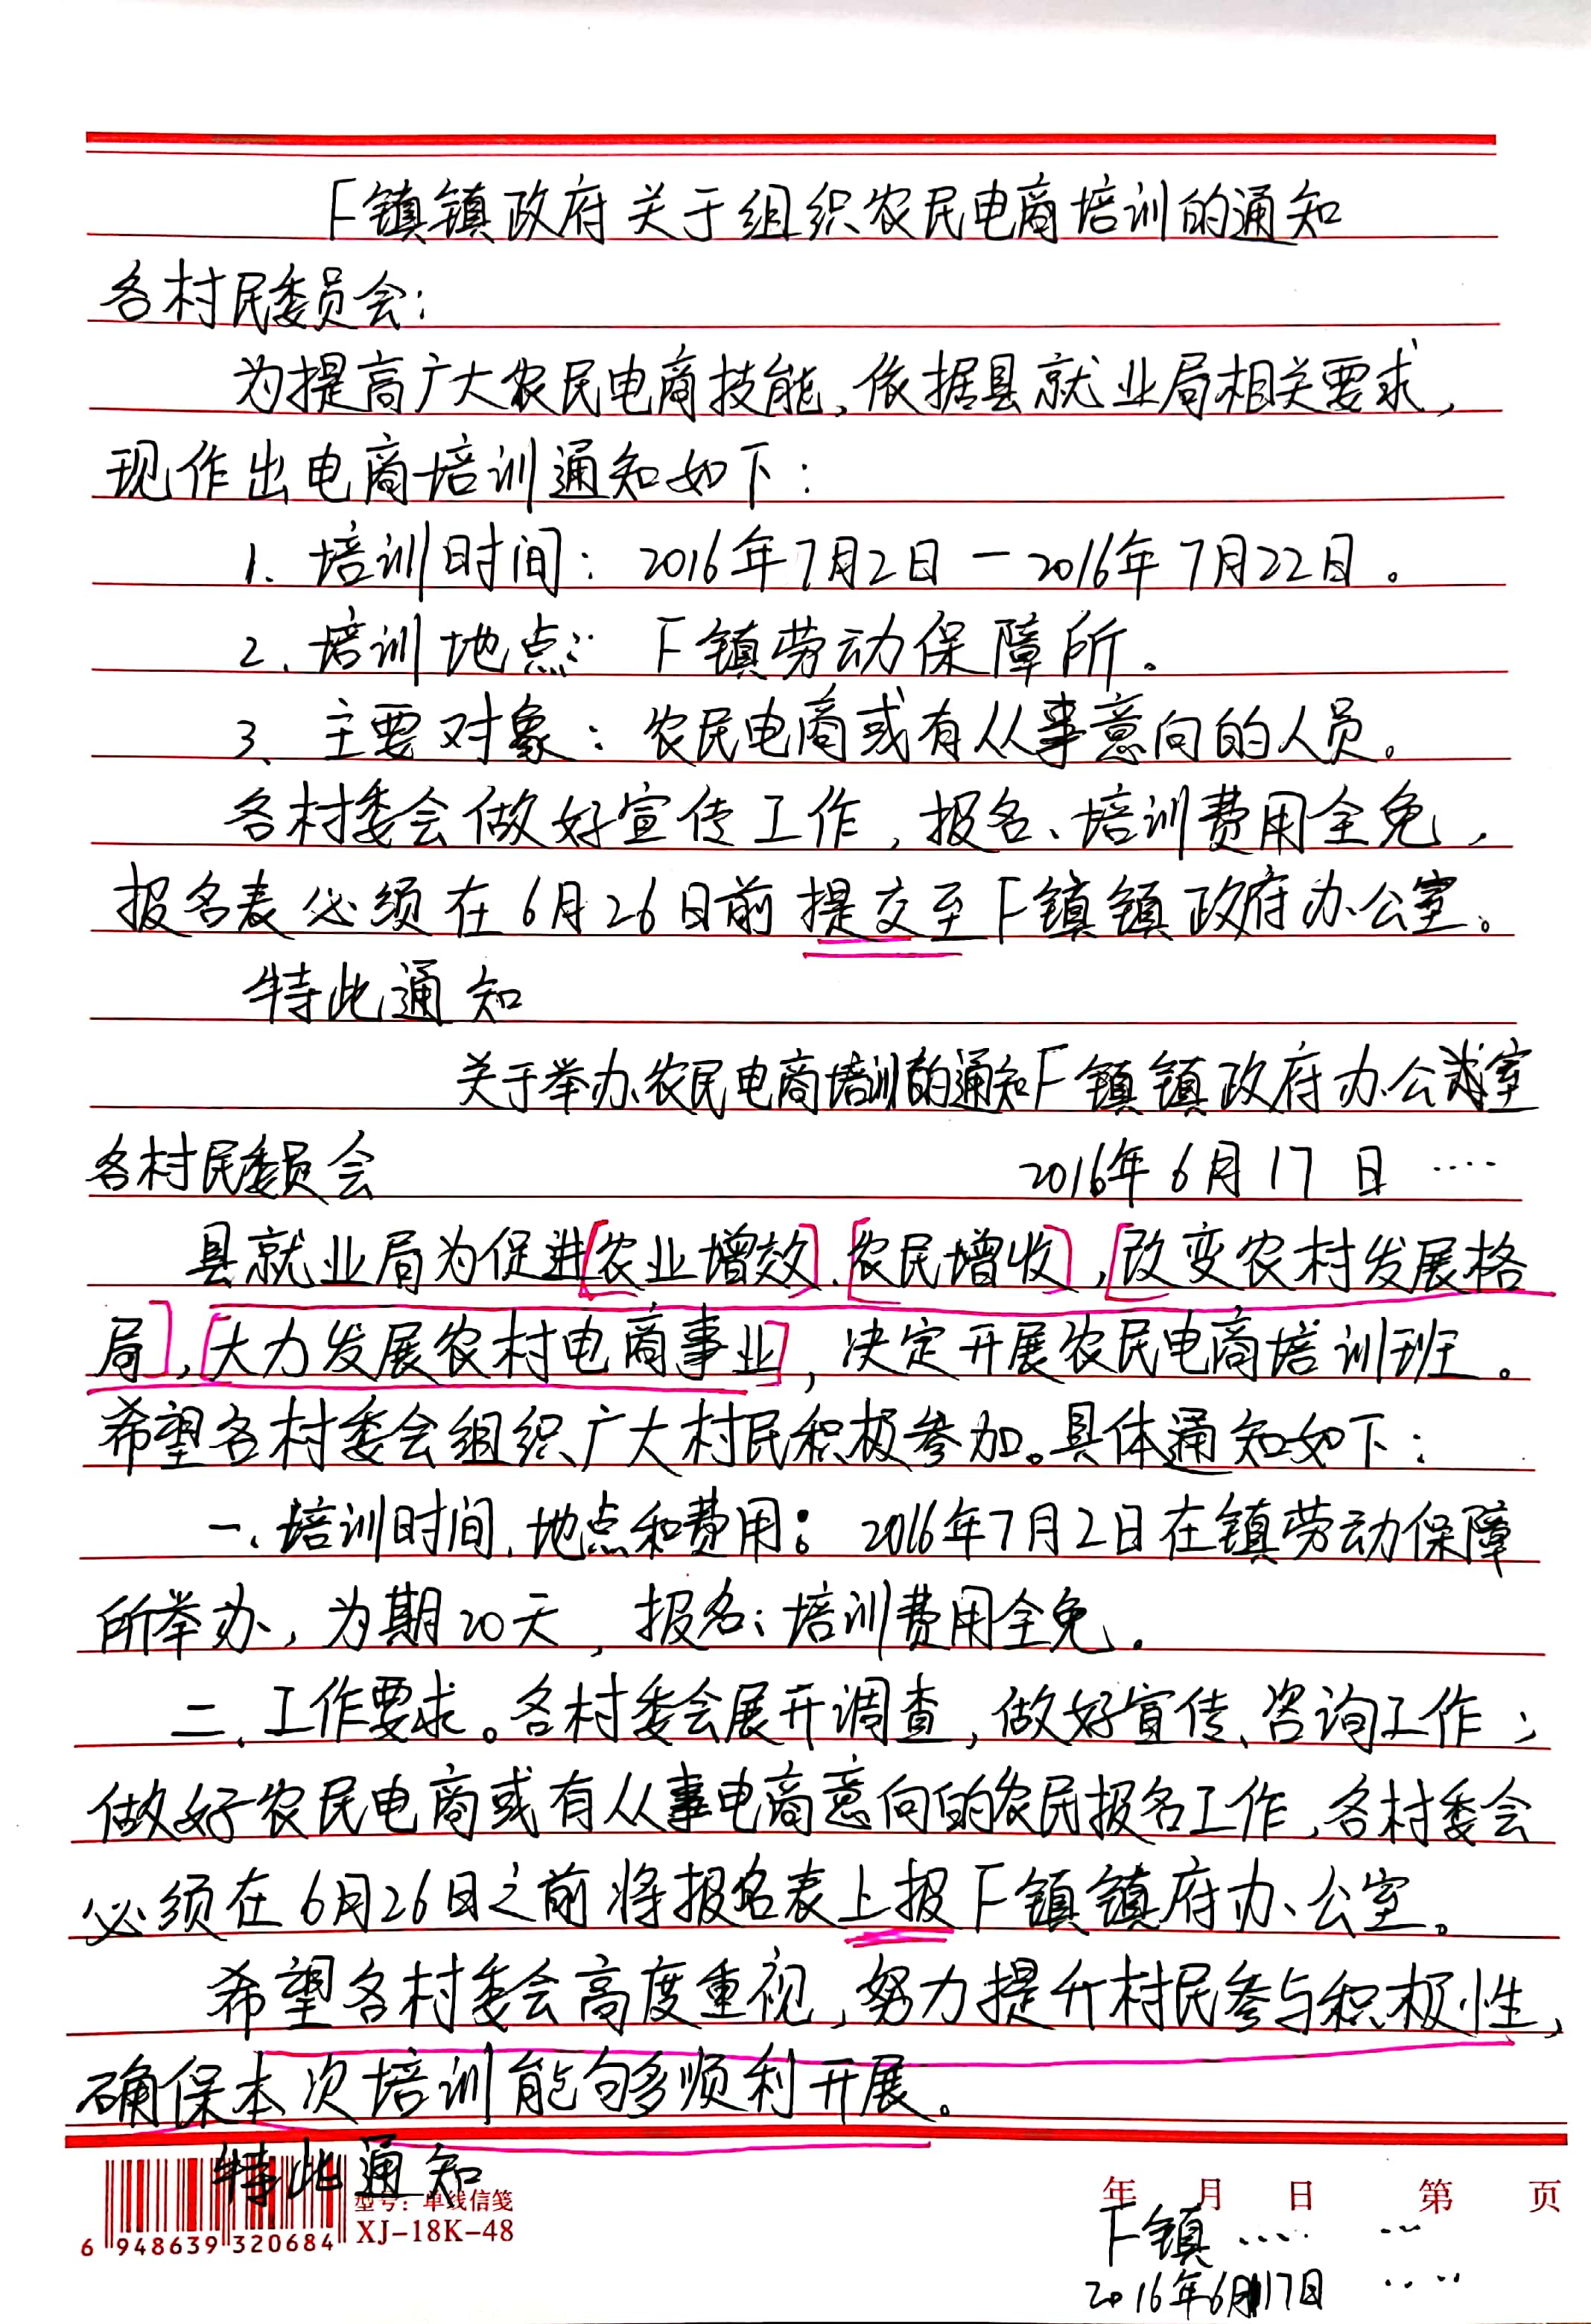 F镇镇政府关于组织农民电商培训的通知
各村民委员会：
为提高广大农民电商技能，依据县就业局相关要求，
现作出电商培训通知如下：
1、培训时间：2016年7月2日—2016年7月22日。
2、培训地点：F镇劳动保障所。
3、主要对象：农民电商或有从事意向的人员。
各村委会做好宣传工作，报名、培训费用全免，
报名表必须在6月26日前提交至F镇镇政府办公室。
特此通知
关于举办农民电商培训的通知F镇镇政府办公室
各村民委员会 2016年6月17日 ....
县就业局为促进[农业增效]、[农民增收]，[改变农村发展格
局]，[大力发展农村电商事业]，决定开展农民电商培训班。
希望各村委会组织广大村民积极参加。具体通知如下：
一、培训时间、地点和费用：2016年7月2日在镇劳动保障
所举办，为期20天，报名、培训费用全免。
二、工作要求。各村委会展开调查，做好宣传、咨询工作；
做好农民电商或有从事电商意向的农民报名工作，各村委会
必须在6月26日之前将报名表上报F镇镇府办公室。
希望各村委会高度重视，努力提升村民参与积极性，
确保本次培训能够顺利开展。
特此通知
年 月 日 第 页
型号：单线信笺
XJ-18K-48
6 948639 320684
F镇 .... ...
2016年6月17日 ....